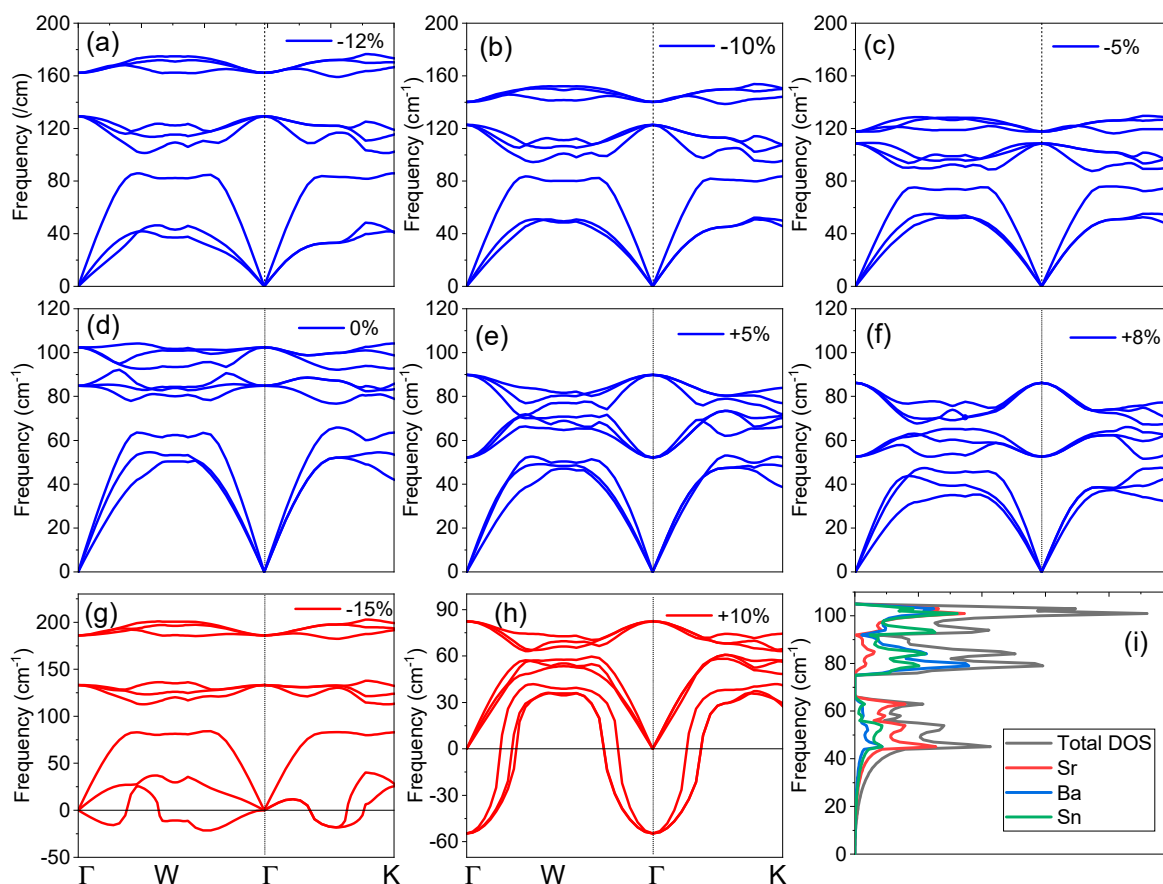 (a) -12%
Frequency (/cm)
200
160
120
80
40
0
(b) -10%
Frequency (cm⁻¹)
200
160
120
80
40
0
(c) -5%
Frequency (cm⁻¹)
200
160
120
80
40
0
(d) 0%
Frequency (cm⁻¹)
120
100
80
60
40
20
0
(e) +5%
Frequency (cm⁻¹)
120
100
80
60
40
20
0
(f) +8%
Frequency (cm⁻¹)
120
100
80
60
40
20
0
(g) -15%
Frequency (cm⁻¹)
200
150
100
50
0
-50
Γ W Γ K
(h) +10%
Frequency (cm⁻¹)
90
60
30
0
-30
-60
Γ W Γ K
(i)
Frequency (cm⁻¹)
100
80
60
40
20
0
Total DOS
Sr
Ba
Sn